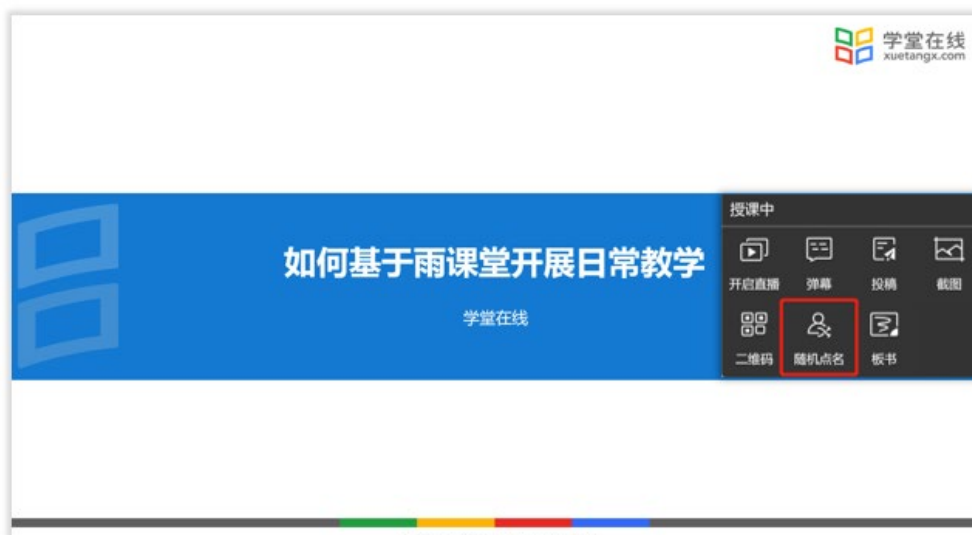 学堂在线
xuetangx.com
如何基于雨课堂开展日常教学
学堂在线
授课中
开启直播 弹幕 投稿 截图
二维码 随机点名 板书